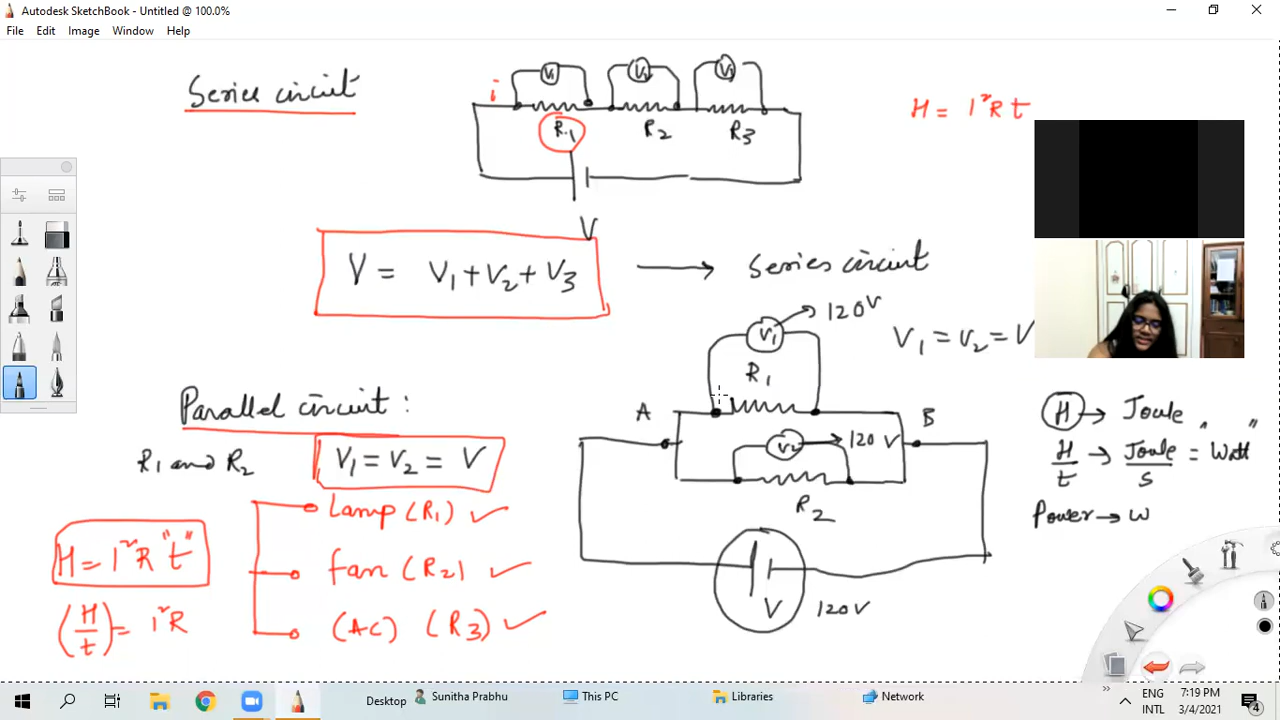 Autodesk SketchBook @ 100.0%
File Edit Image Window Help
Series circuit
i
V1 V2 V3
R1 R2 R3
V
H = I²Rt
V = V1 + V2 + V3 → Series circuit
V1 → 120V
V1 = V2 = V
R1
Parallel circuit :
A B
V2 → 120 V
R2
V 120V
R1 and R2 V1 = V2 = V
Lamp (R1) ✓
fan (R2) ✓
(AC) (R3) ✓
H = I²R "t"
(H/t) = I²R
H → Joule " "
H/t → Joule/s = Watt
Power → W
Desktop
Sunitha Prabhu
This PC
Libraries
Network
ENG
INTL
7:19 PM
3/4/2021
4